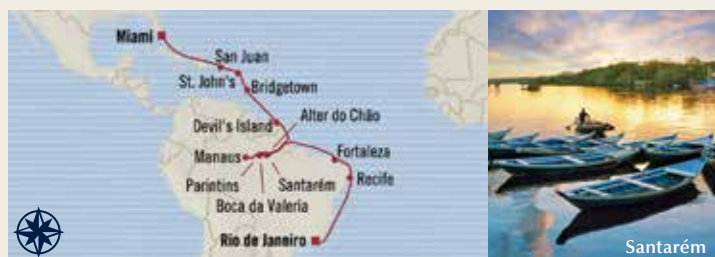 Miami
San Juan
St. John's
Bridgetown
Devil's Island
Alter do Chão
Manaus
Fortaleza
Parintins
Santarém
Recife
Boca da Valeria
Rio de Janeiro
Santarém